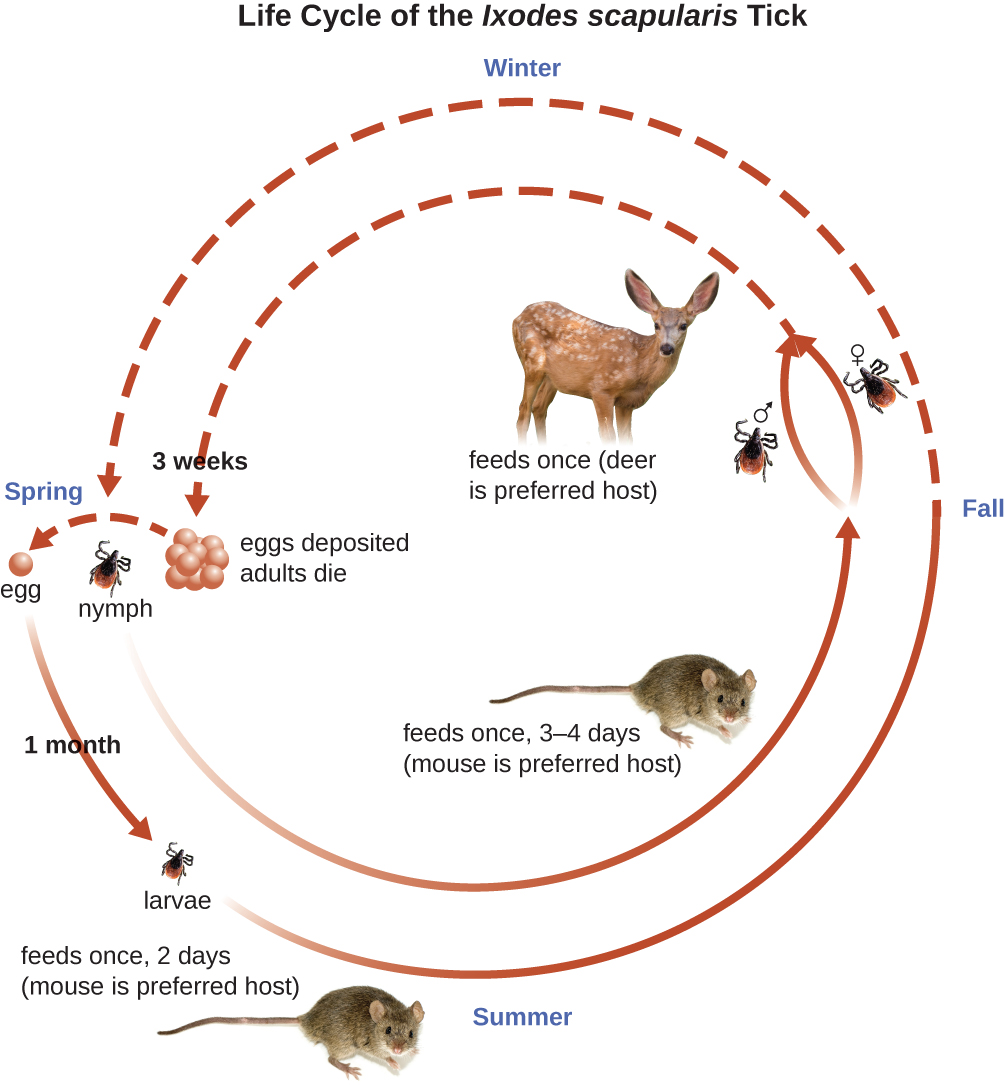 Life Cycle of the Ixodes scapularis Tick
Winter
♀
♂
feeds once (deer
is preferred host)
3 weeks
Spring
Fall
eggs deposited
adults die
egg
nymph
feeds once, 3–4 days
(mouse is preferred host)
1 month
larvae
feeds once, 2 days
(mouse is preferred host)
Summer